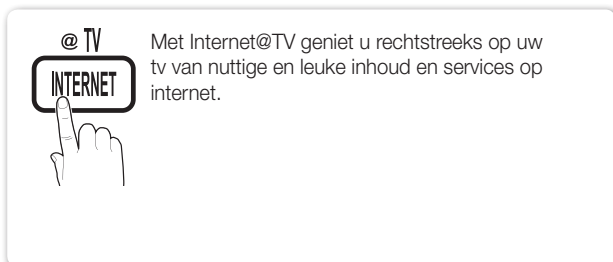 @ TV
INTERNET
Met Internet@TV geniet u rechtstreeks op uw
tv van nuttige en leuke inhoud en services op
internet.